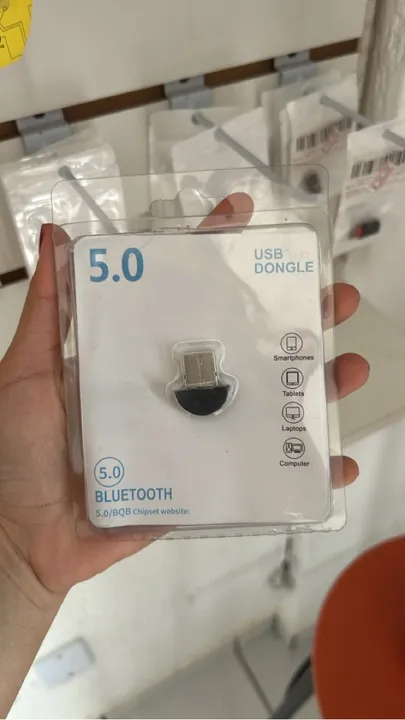 5.0
USB
DONGLE
Smartphones
Tablets
Laptops
Computer
5.0
BLUETOOTH
5.0/BQB Chipset website: